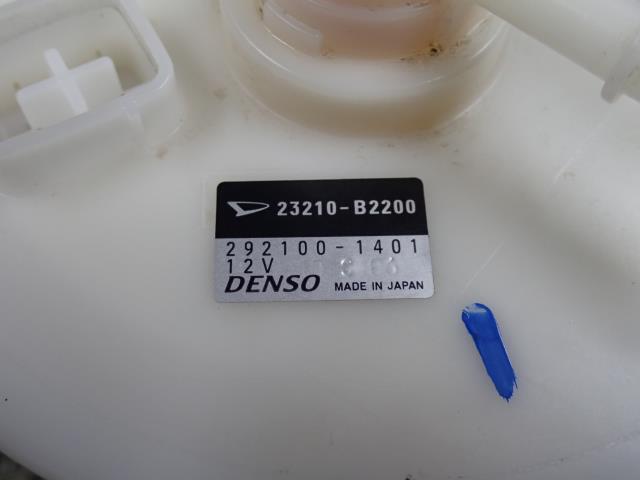 23210-B2200
292100-1401
12V
DENSO MADE IN JAPAN